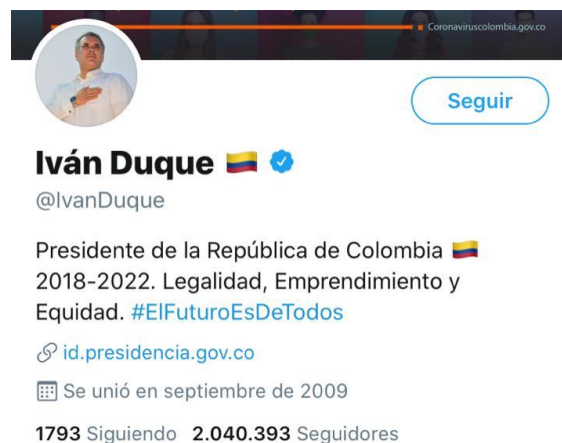 Coronaviruscolombia.gov.co
Seguir
Iván Duque 🇨🇴
@IvanDuque
Presidente de la República de Colombia 🇨🇴
2018-2022. Legalidad, Emprendimiento y
Equidad. #ElFuturoEsDeTodos
id.presidencia.gov.co
Se unió en septiembre de 2009
1793 Siguiendo 2.040.393 Seguidores